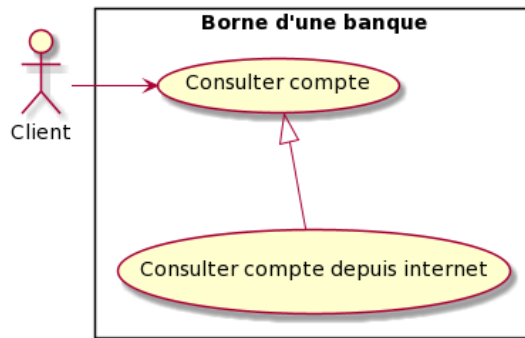 Borne d'une banque
Consulter compte
Client
Consulter compte depuis internet